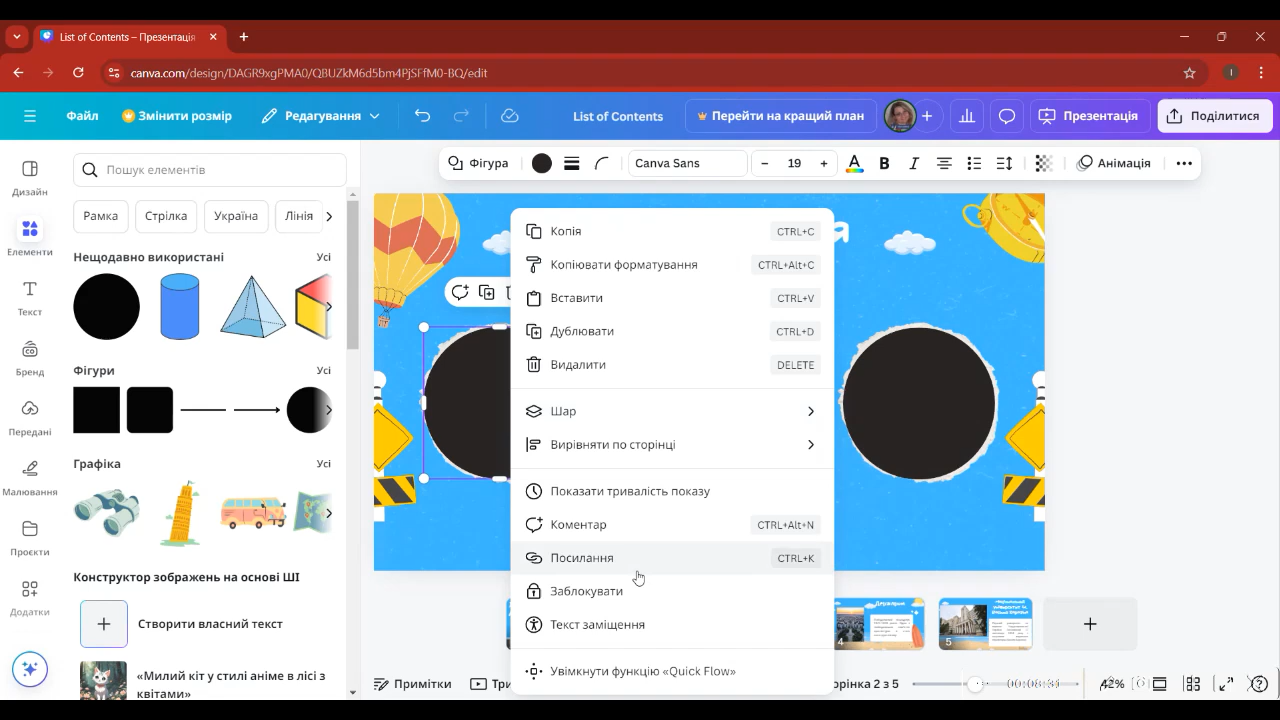 List of Contents – Презентація
canva.com/design/DAGR9xgPMA0/QBUZkM6d5bm4PjSFfM0-BQ/edit
Файл
Змінити розмір
Редагування
List of Contents
Перейти на кращий план
Презентація
Поділитися
Фігура
Canva Sans
– 19 +
A B I
Анімація
Дизайн
Елементи
Текст
Бренд
Передані
Малювання
Проєкти
Додатки
Пошук елементів
Рамка
Стрілка
Україна
Лінія
Нещодавно використані
Усі
Фігури
Усі
Графіка
Усі
Конструктор зображень на основі ШІ
Створити власний текст
«Милий кіт у стилі аніме в лісі з
квітами»
Копія CTRL+C
Копіювати форматування CTRL+Alt+C
Вставити CTRL+V
Дублювати CTRL+D
Видалити DELETE
Шар
Вирівняти по сторінці
Показати тривалість показу
Коментар CTRL+Alt+N
Посилання CTRL+K
Заблокувати
Текст заміщення
Увімкнути функцію «Quick Flow»
4
5
Примітки
42%